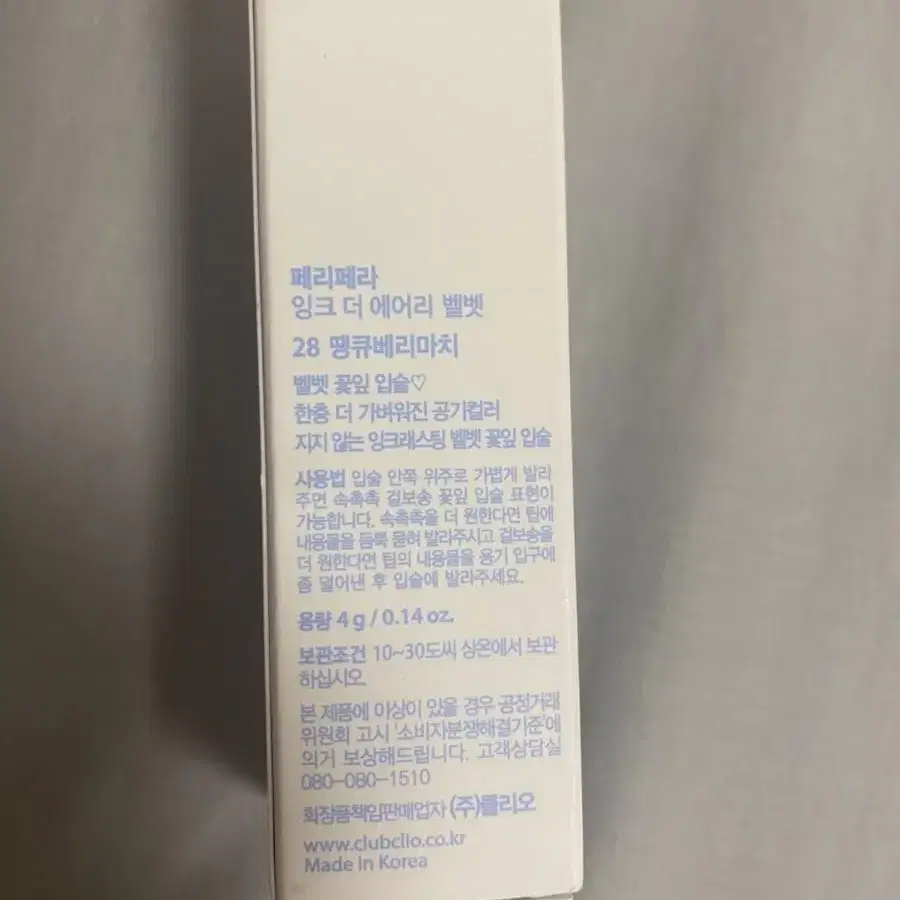 페리페라
잉크 더 에어리 벨벳
28 땡큐베리마치
벨벳 꽃잎 입술♡
한층 더 가벼워진 공기컬러
지지 않는 잉크래스팅 벨벳 꽃잎 입술
사용법 입술 안쪽 위주로 가볍게 발라
주면 속촉촉 겉보송 꽃잎 입술 표현이
가능합니다. 속촉촉을 더 원한다면 팁에
내용물을 듬뿍 묻혀 발라주시고 겉보송을
더 원한다면 팁의 내용물을 용기 입구에
좀 덜어낸 후 입술에 발라주세요.
용량 4 g / 0.14 oz.
보관조건 10~30도씨 상온에서 보관
하십시오.
본 제품에 이상이 있을 경우 공정거래
위원회 고시 '소비자분쟁해결기준'에
의거 보상해드립니다. 고객상담실
080-080-1510
화장품책임판매업자 (주)클리오
www.clubclio.co.kr
Made in Korea